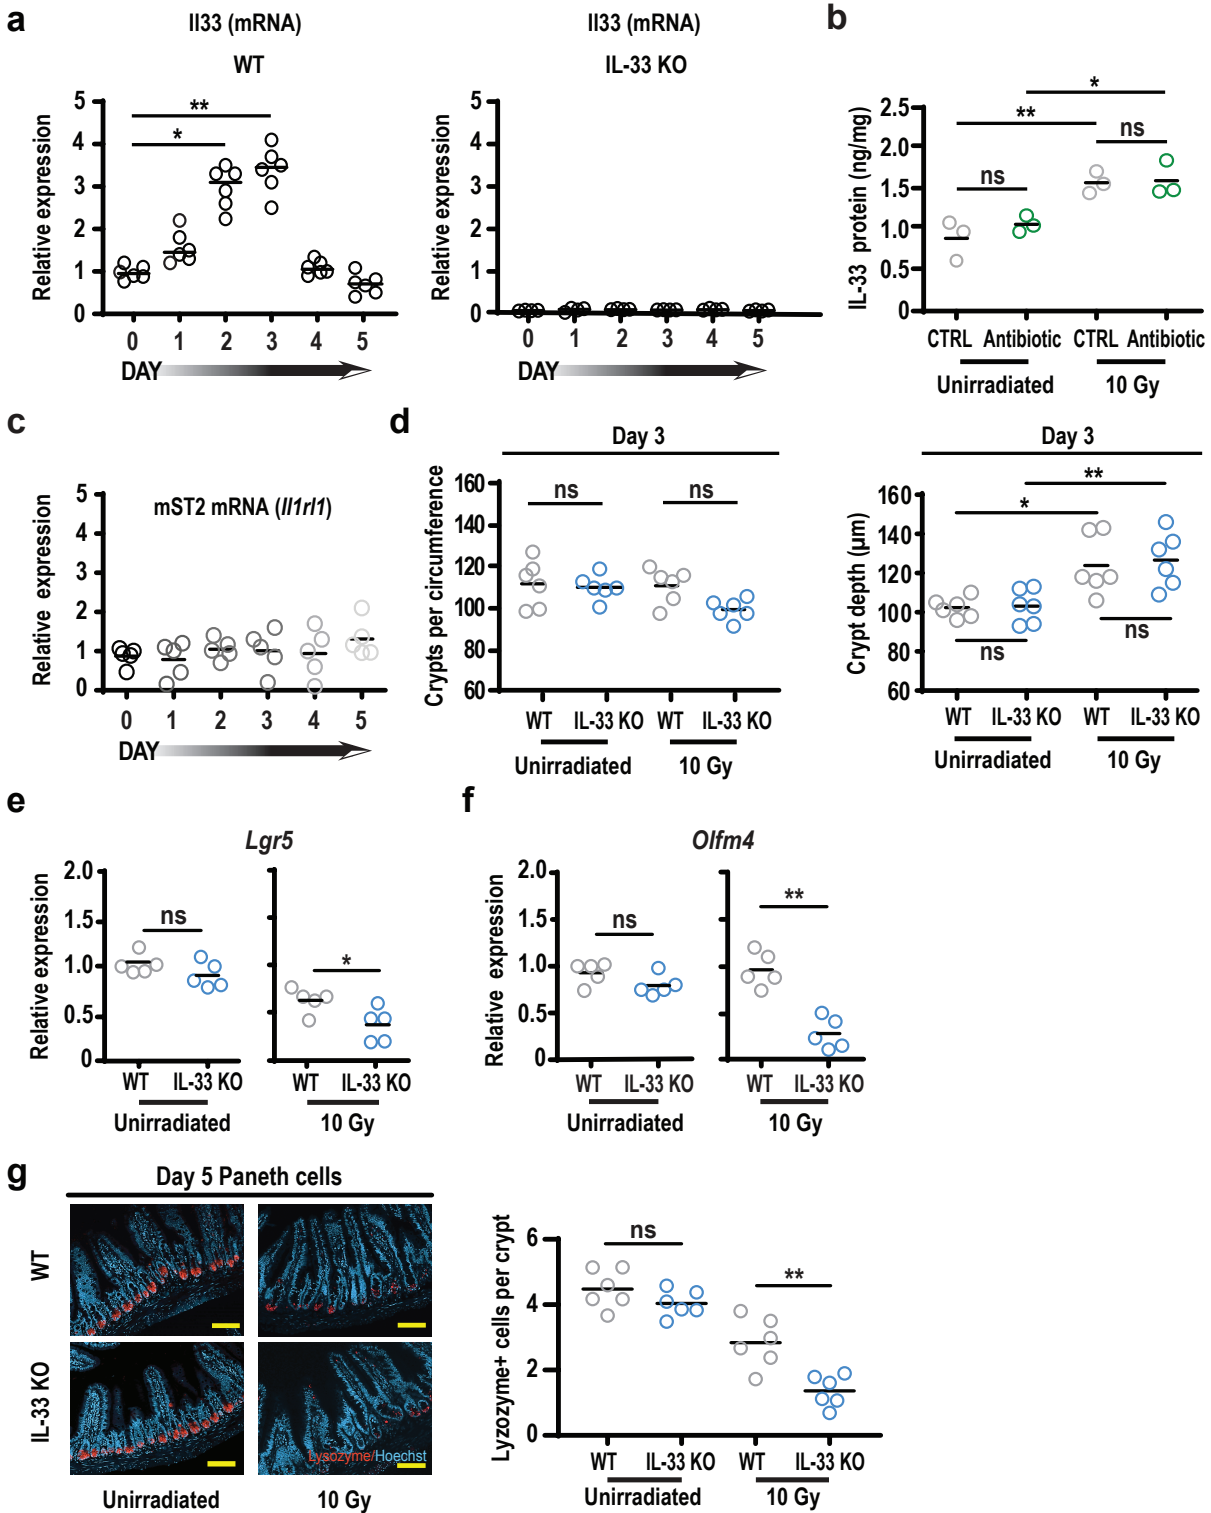 a
Il33 (mRNA)
WT
Relative expression
5
4
3
2
1
0
*
**
0 1 2 3 4 5
DAY
Il33 (mRNA)
IL-33 KO
Relative expression
5
4
3
2
1
0
0 1 2 3 4 5
DAY
b
IL-33 protein (ng/mg)
2.5
2.0
1.5
1.0
0.5
0
*
**
ns
ns
CTRL Antibiotic CTRL Antibiotic
Unirradiated 10 Gy
c
mST2 mRNA (Il1rl1)
Relative expression
5
4
3
2
1
0
0 1 2 3 4 5
DAY
d
Day 3
Crypts per circumference
160
140
120
100
80
60
ns ns
WT IL-33 KO WT IL-33 KO
Unirradiated 10 Gy
Day 3
Crypt depth (µm)
160
140
120
100
80
60
**
*
ns
ns
WT IL-33 KO WT IL-33 KO
Unirradiated 10 Gy
e
Lgr5
Relative expression
2.0
1.5
1.0
0.5
0
ns
*
WT IL-33 KO WT IL-33 KO
Unirradiated 10 Gy
f
Olfm4
Relative expression
2.0
1.5
1.0
0.5
0
ns
**
WT IL-33 KO WT IL-33 KO
Unirradiated 10 Gy
g
Day 5 Paneth cells
WT
IL-33 KO
Lysozyme/Hoechst
Unirradiated 10 Gy
Lyzozyme+ cells per crypt
6
4
2
0
ns
**
WT IL-33 KO WT IL-33 KO
Unirradiated 10 Gy